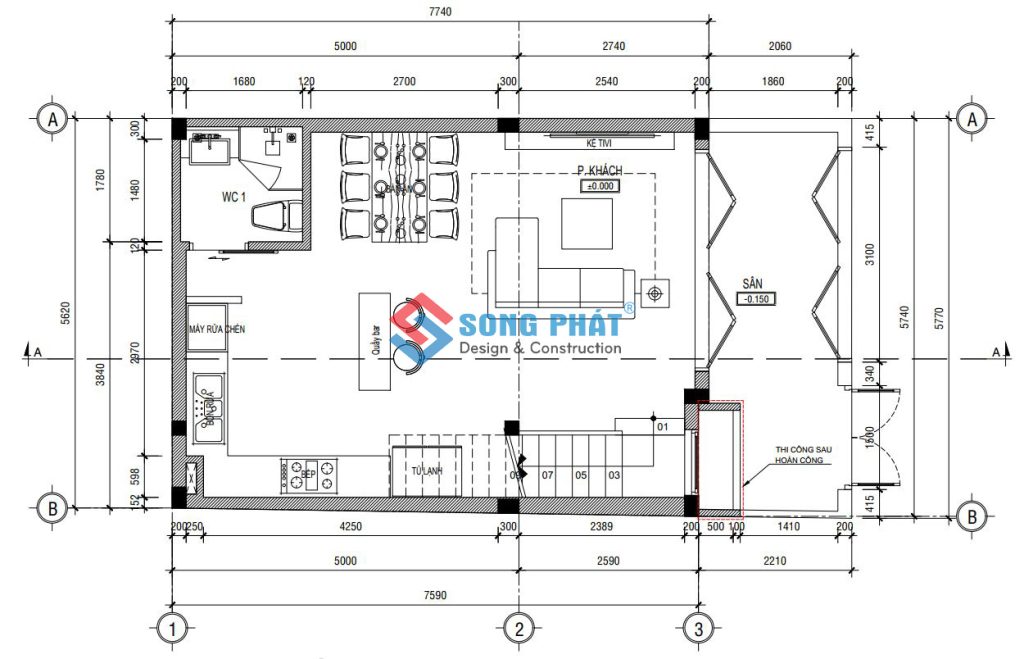 7740
5000
2740
2060
200
1680
120
2700
300
2540
200
1860
200
A
A
300
1780
1480
120
5620
3840
2970
598
152
415
3100
5740
5770
340
1500
415
KỆ TIVI
P. KHÁCH
±0.000
BÀN ĂN
WC 1
SÂN
-0.150
MÁY RỬA CHÉN
Quầy bar
SONG PHÁT®
Design & Construction
A
A
BỒN RỬA
01
BẾP
TỦ LẠNH
09
07
05
03
THI CÔNG SAU
HOÀN CÔNG
B
B
200
250
4250
300
2389
200
500
100
1410
200
5000
2590
2210
7590
1
2
3